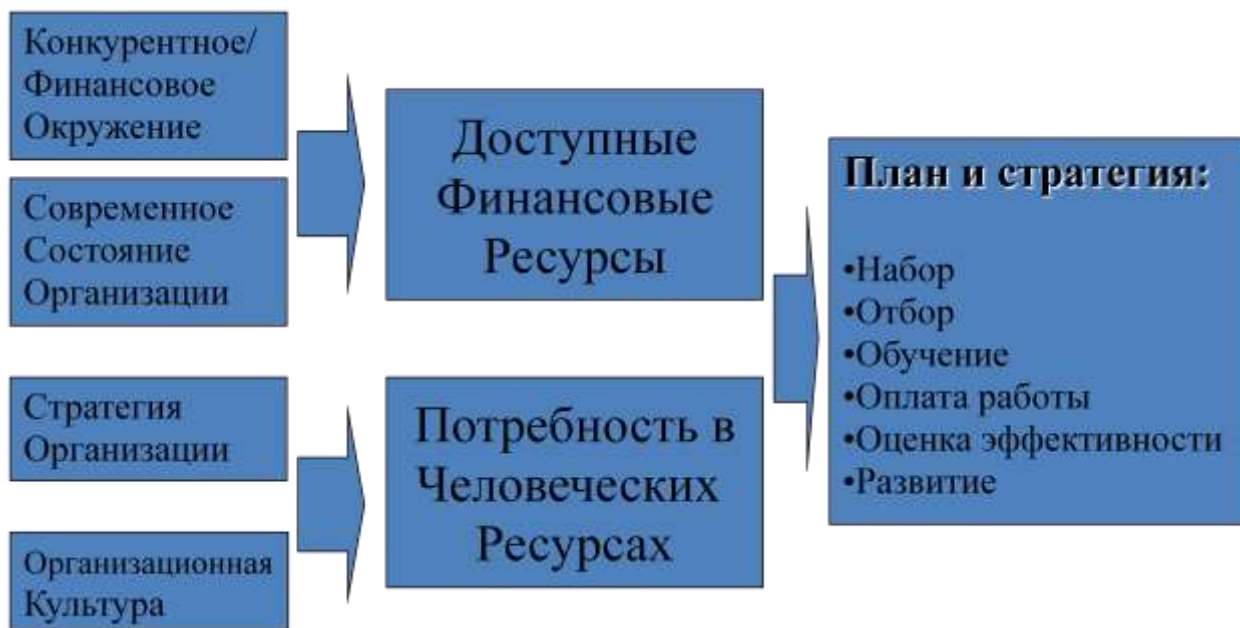 Конкурентное/
Финансовое
Окружение
Современное
Состояние
Организации
Стратегия
Организации
Организационная
Культура
Доступные
Финансовые
Ресурсы
Потребность в
Человеческих
Ресурсах
План и стратегия:
•Набор
•Отбор
•Обучение
•Оплата работы
•Оценка эффективности
•Развитие